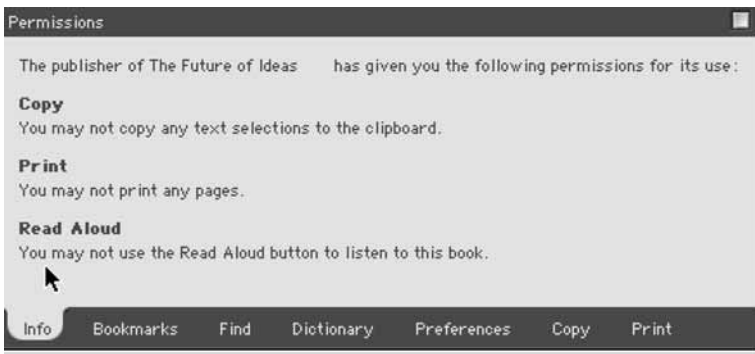 Permissions
The publisher of The Future of Ideas has given you the following permissions for its use:
Copy
You may not copy any text selections to the clipboard.
Print
You may not print any pages.
Read Aloud
You may not use the Read Aloud button to listen to this book.
Info Bookmarks Find Dictionary Preferences Copy Print